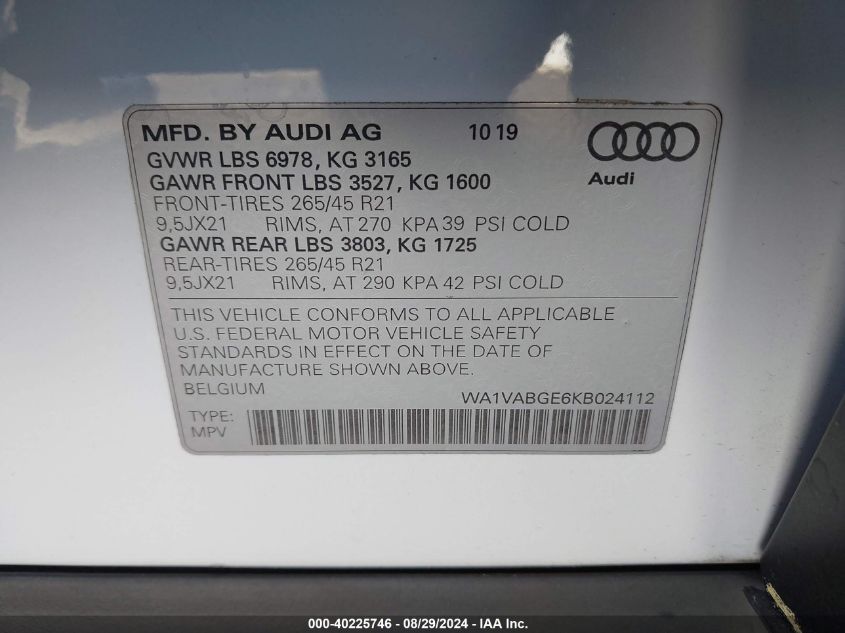 MFD. BY AUDI AG 10 19
GVWR LBS 6978, KG 3165
GAWR FRONT LBS 3527, KG 1600
Audi
FRONT-TIRES 265/45 R21
9,5JX21 RIMS, AT 270 KPA 39 PSI COLD
GAWR REAR LBS 3803, KG 1725
REAR-TIRES 265/45 R21
9,5JX21 RIMS, AT 290 KPA 42 PSI COLD
THIS VEHICLE CONFORMS TO ALL APPLICABLE
U.S. FEDERAL MOTOR VEHICLE SAFETY
STANDARDS IN EFFECT ON THE DATE OF
MANUFACTURE SHOWN ABOVE.
BELGIUM
WA1VABGE6KB024112
TYPE:
MPV
000-40225746 - 08/29/2024 - IAA Inc.